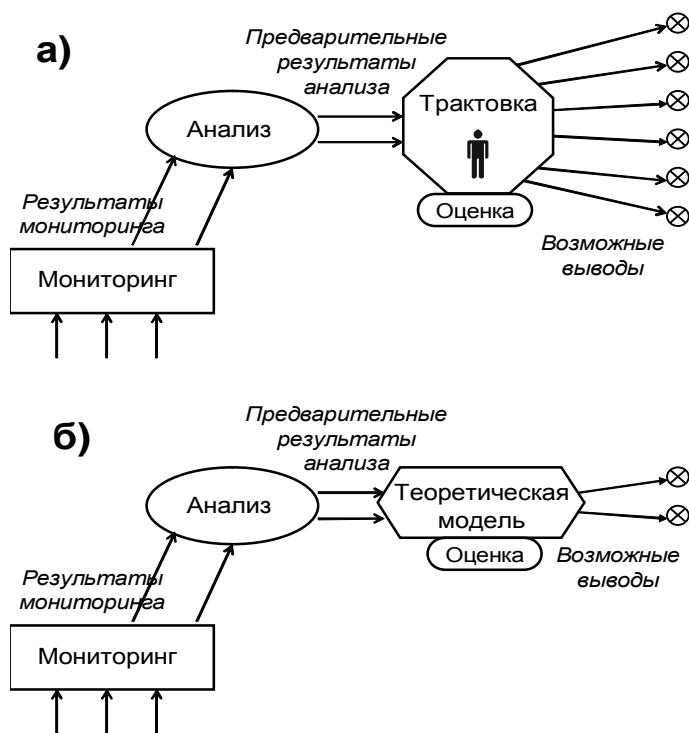 а)
Предварительные
результаты
анализа
Трактовка
Анализ
Результаты
мониторинга
Оценка
Возможные
выводы
Мониторинг
б)
Предварительные
результаты
анализа
Теоретическая
модель
Анализ
Оценка
Возможные
выводы
Результаты
мониторинга
Мониторинг